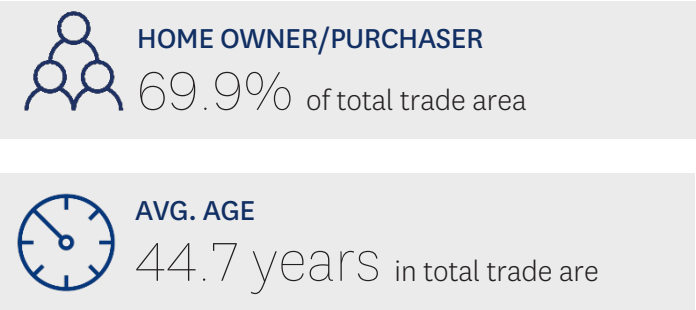 HOME OWNER/PURCHASER
69.9% of total trade area
AVG. AGE
44.7 years in total trade are